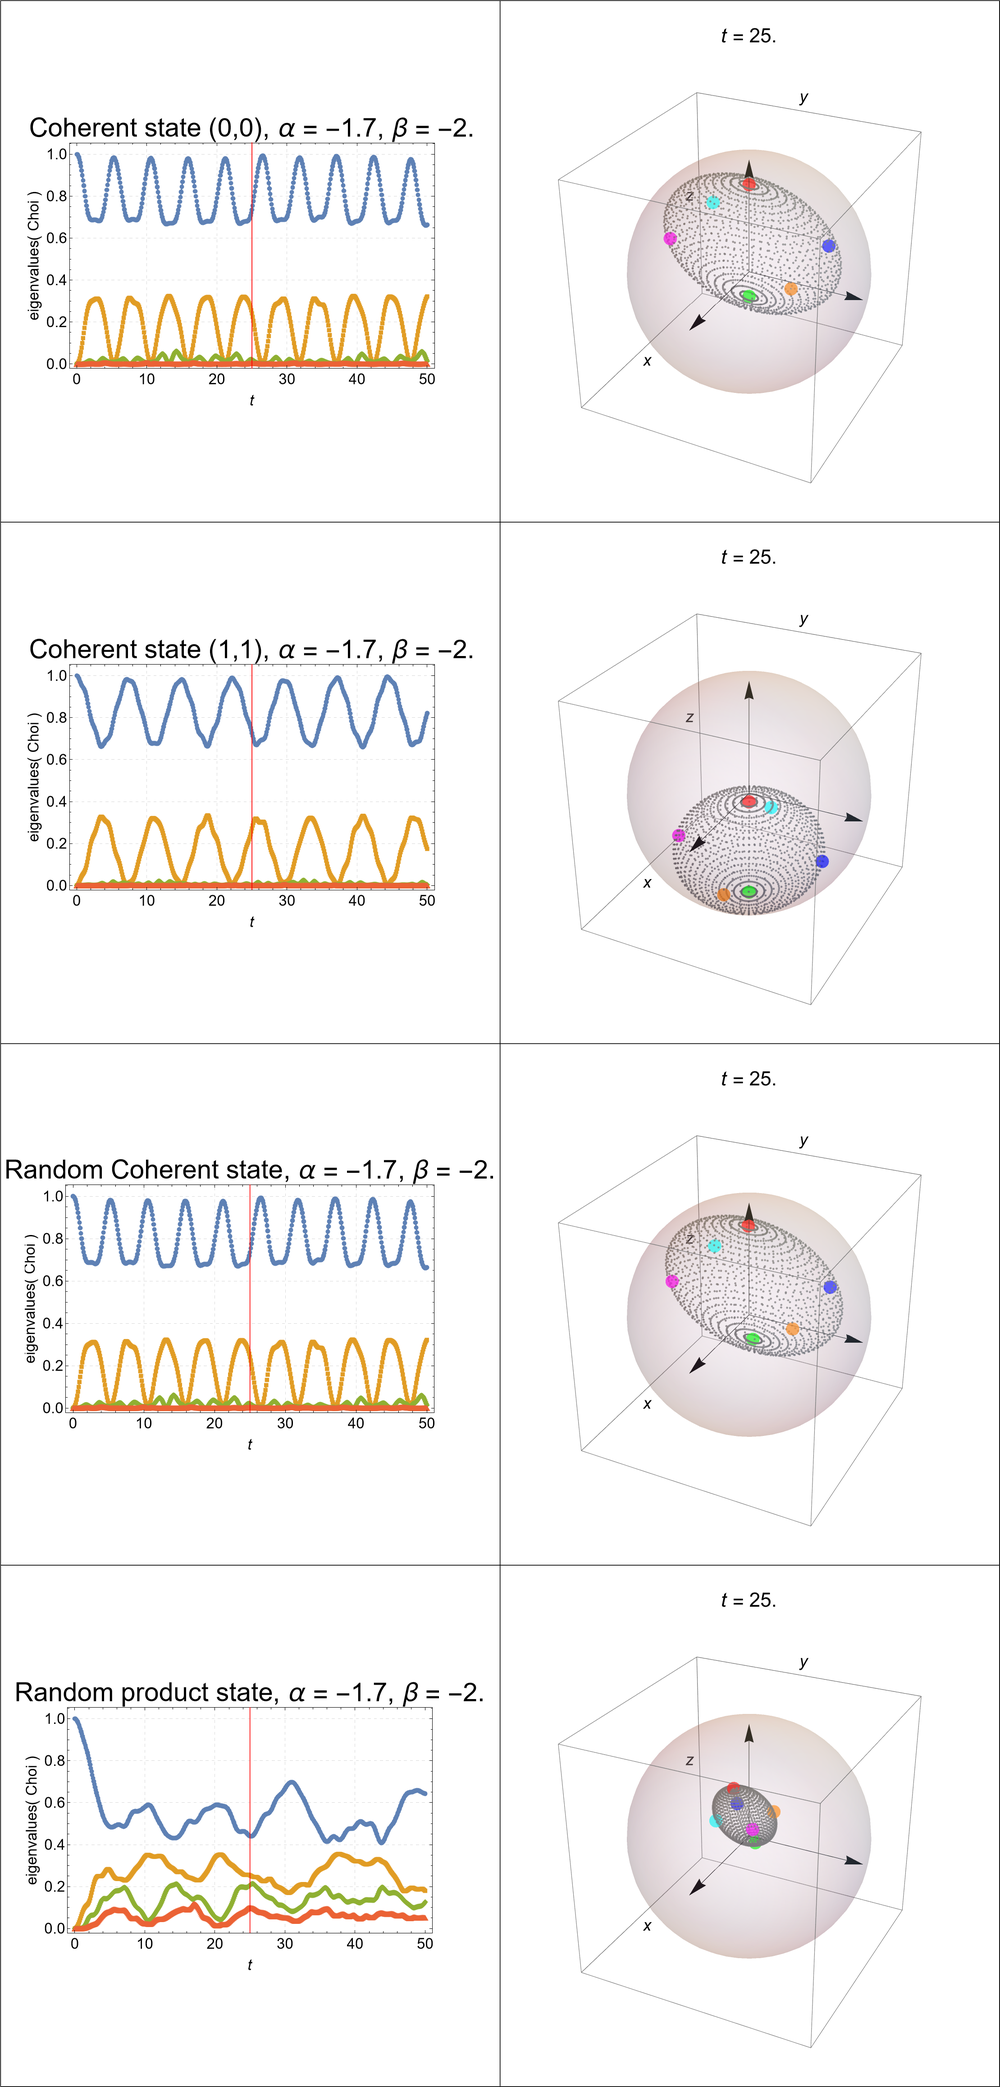 Coherent state (0,0), α = −1.7, β = −2.
eigenvalues( Choi )
1.0
0.8
0.6
0.4
0.2
0.0
0 10 20 30 40 50
t
t = 25.
y
z
x
Coherent state (1,1), α = −1.7, β = −2.
eigenvalues( Choi )
1.0
0.8
0.6
0.4
0.2
0.0
0 10 20 30 40 50
t
t = 25.
y
z
x
Random Coherent state, α = −1.7, β = −2.
eigenvalues( Choi )
1.0
0.8
0.6
0.4
0.2
0.0
0 10 20 30 40 50
t
t = 25.
y
z
x
Random product state, α = −1.7, β = −2.
eigenvalues( Choi )
1.0
0.8
0.6
0.4
0.2
0.0
0 10 20 30 40 50
t
t = 25.
y
z
x